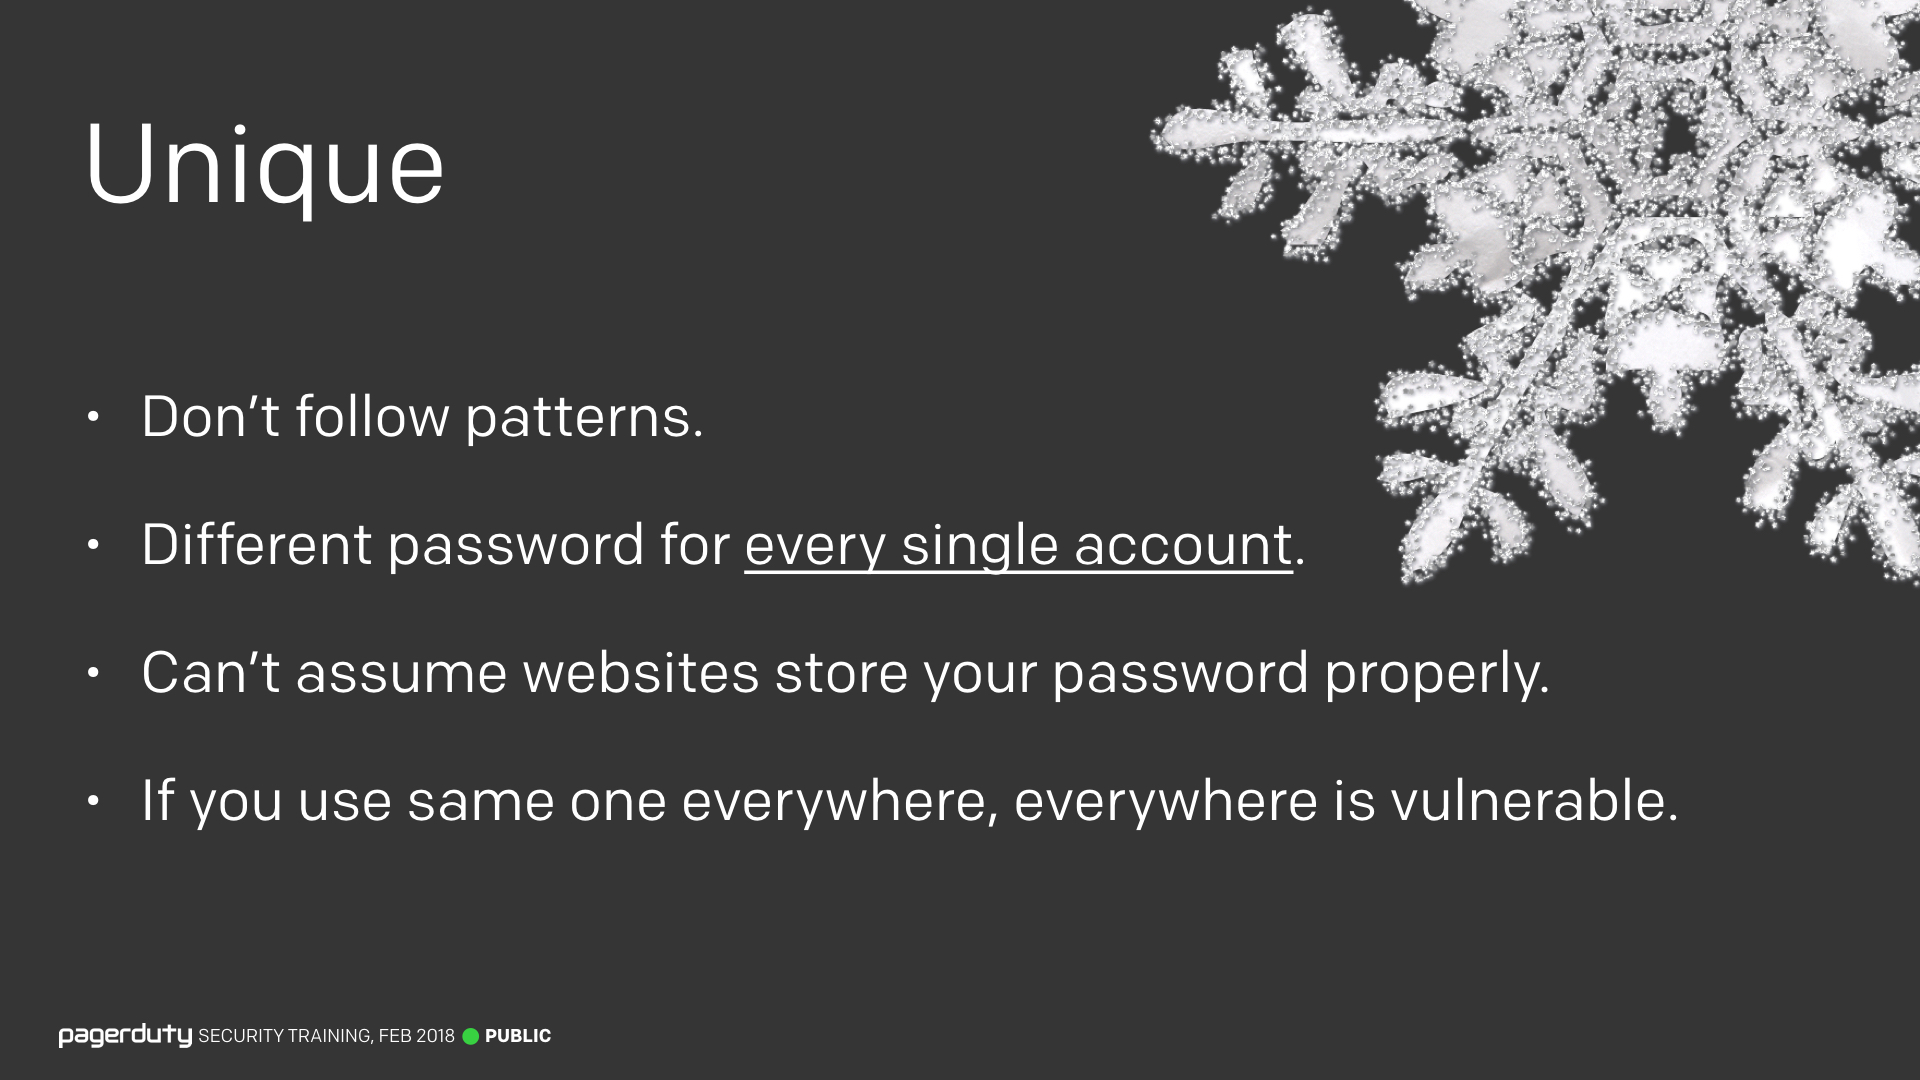 Unique
• Don’t follow patterns.
• Different password for every single account.
• Can’t assume websites store your password properly.
• If you use same one everywhere, everywhere is vulnerable.
pagerduty SECURITY TRAINING, FEB 2018 PUBLIC